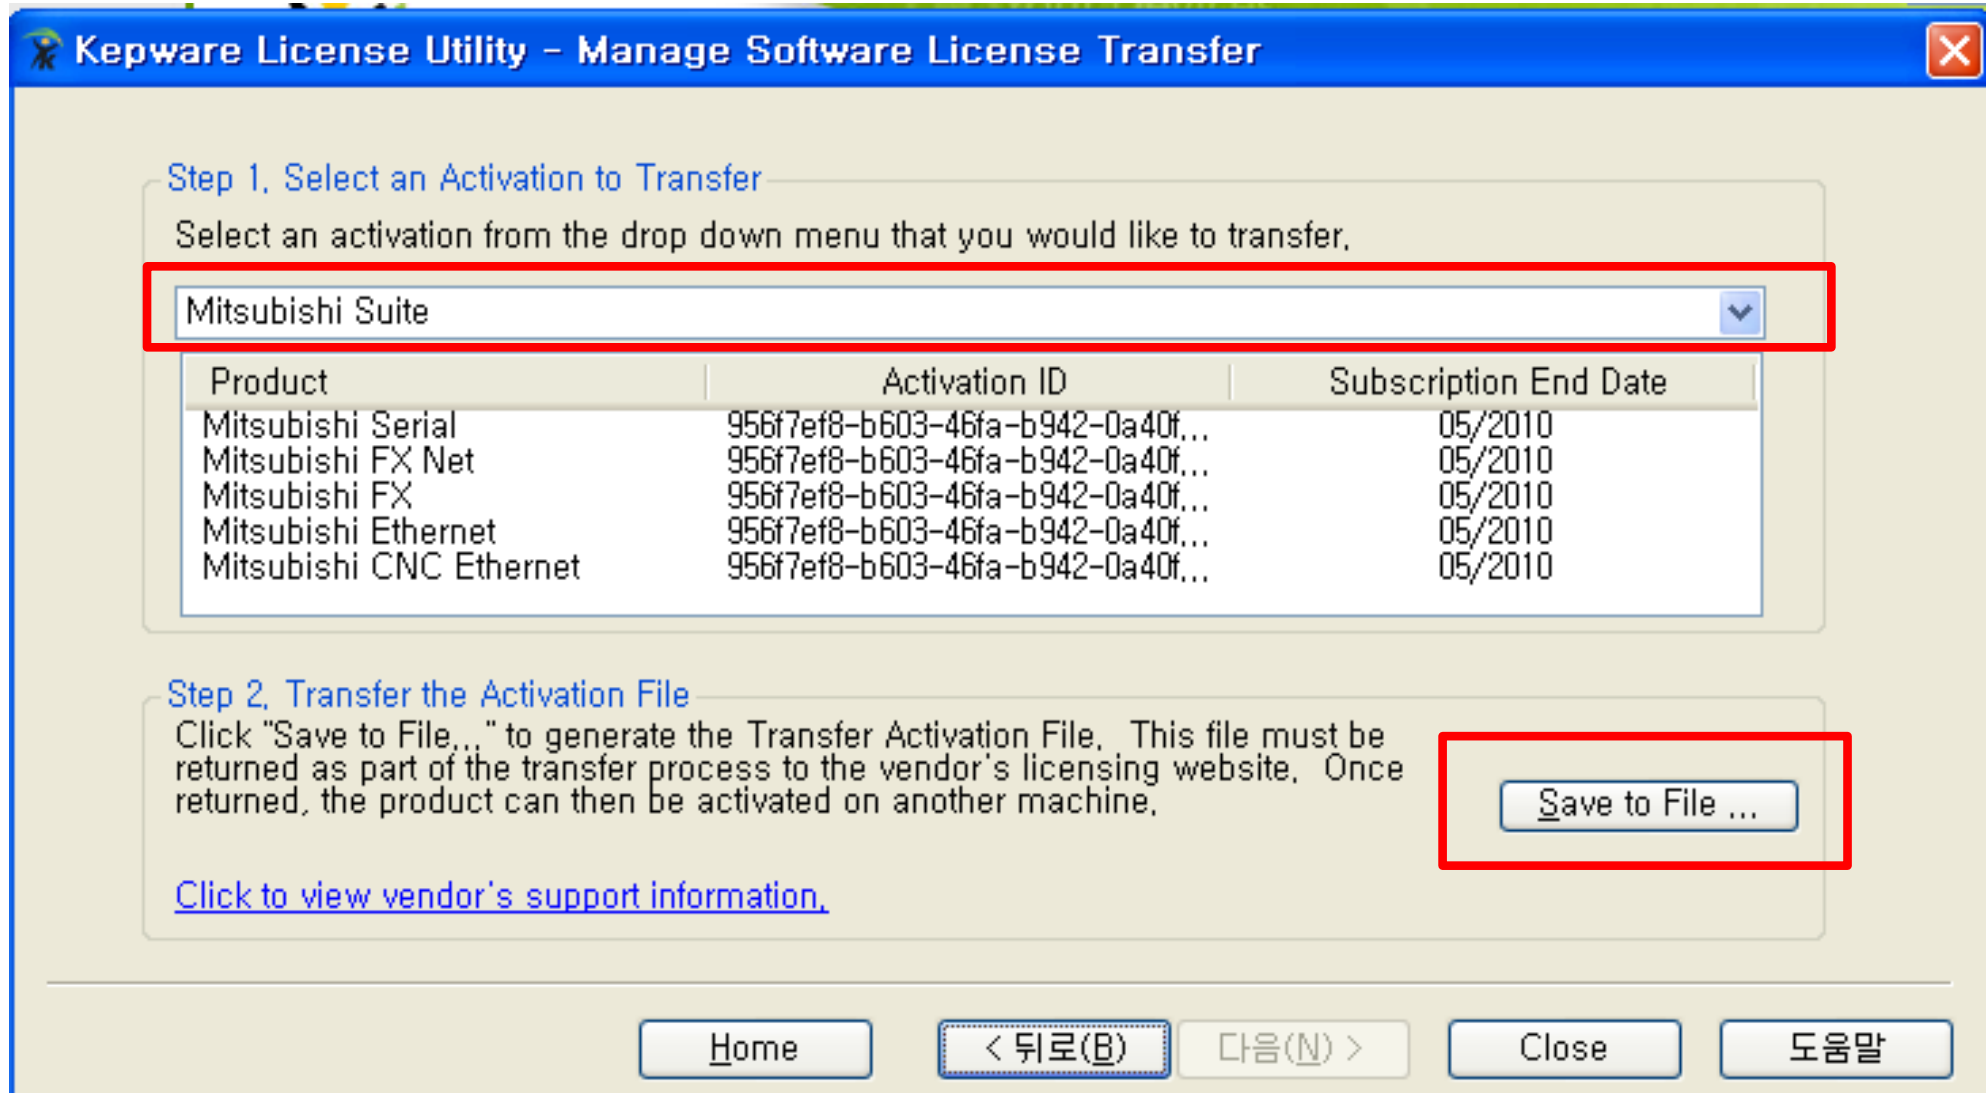 Kepware License Utility - Manage Software License Transfer
Step 1. Select an Activation to Transfer
Select an activation from the drop down menu that you would like to transfer.
Mitsubishi Suite
Product Activation ID Subscription End Date
Mitsubishi Serial 956f7ef8-b603-46fa-b942-0a40f... 05/2010
Mitsubishi FX Net 956f7ef8-b603-46fa-b942-0a40f... 05/2010
Mitsubishi FX 956f7ef8-b603-46fa-b942-0a40f... 05/2010
Mitsubishi Ethernet 956f7ef8-b603-46fa-b942-0a40f... 05/2010
Mitsubishi CNC Ethernet 956f7ef8-b603-46fa-b942-0a40f... 05/2010
Step 2. Transfer the Activation File
Click "Save to File..." to generate the Transfer Activation File. This file must be
returned as part of the transfer process to the vendor's licensing website. Once
returned, the product can then be activated on another machine.
Save to File ...
Click to view vendor's support information.
Home < 뒤로(B) 다음(N) > Close 도움말